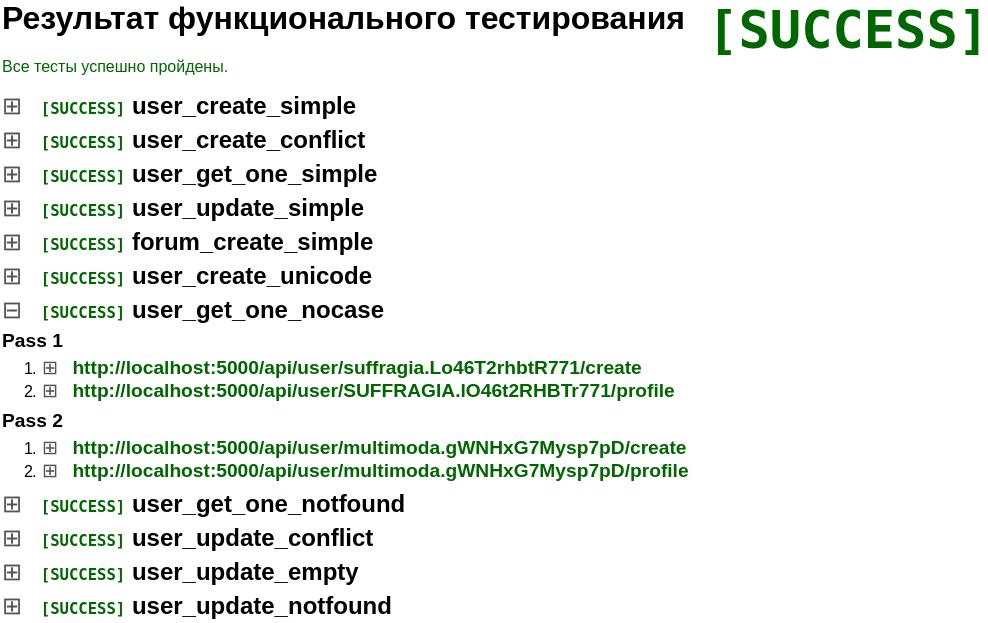 Результат функционального тестирования [SUCCESS]
Все тесты успешно пройдены.
[SUCCESS] user_create_simple
[SUCCESS] user_create_conflict
[SUCCESS] user_get_one_simple
[SUCCESS] user_update_simple
[SUCCESS] forum_create_simple
[SUCCESS] user_create_unicode
[SUCCESS] user_get_one_nocase
Pass 1
1. http://localhost:5000/api/user/suffragia.Lo46T2rhbtR771/create
2. http://localhost:5000/api/user/SUFFRAGIA.lO46t2RHBTr771/profile
Pass 2
1. http://localhost:5000/api/user/multimoda.gWNHxG7Mysp7pD/create
2. http://localhost:5000/api/user/multimoda.gWNHxG7Mysp7pD/profile
[SUCCESS] user_get_one_notfound
[SUCCESS] user_update_conflict
[SUCCESS] user_update_empty
[SUCCESS] user_update_notfound